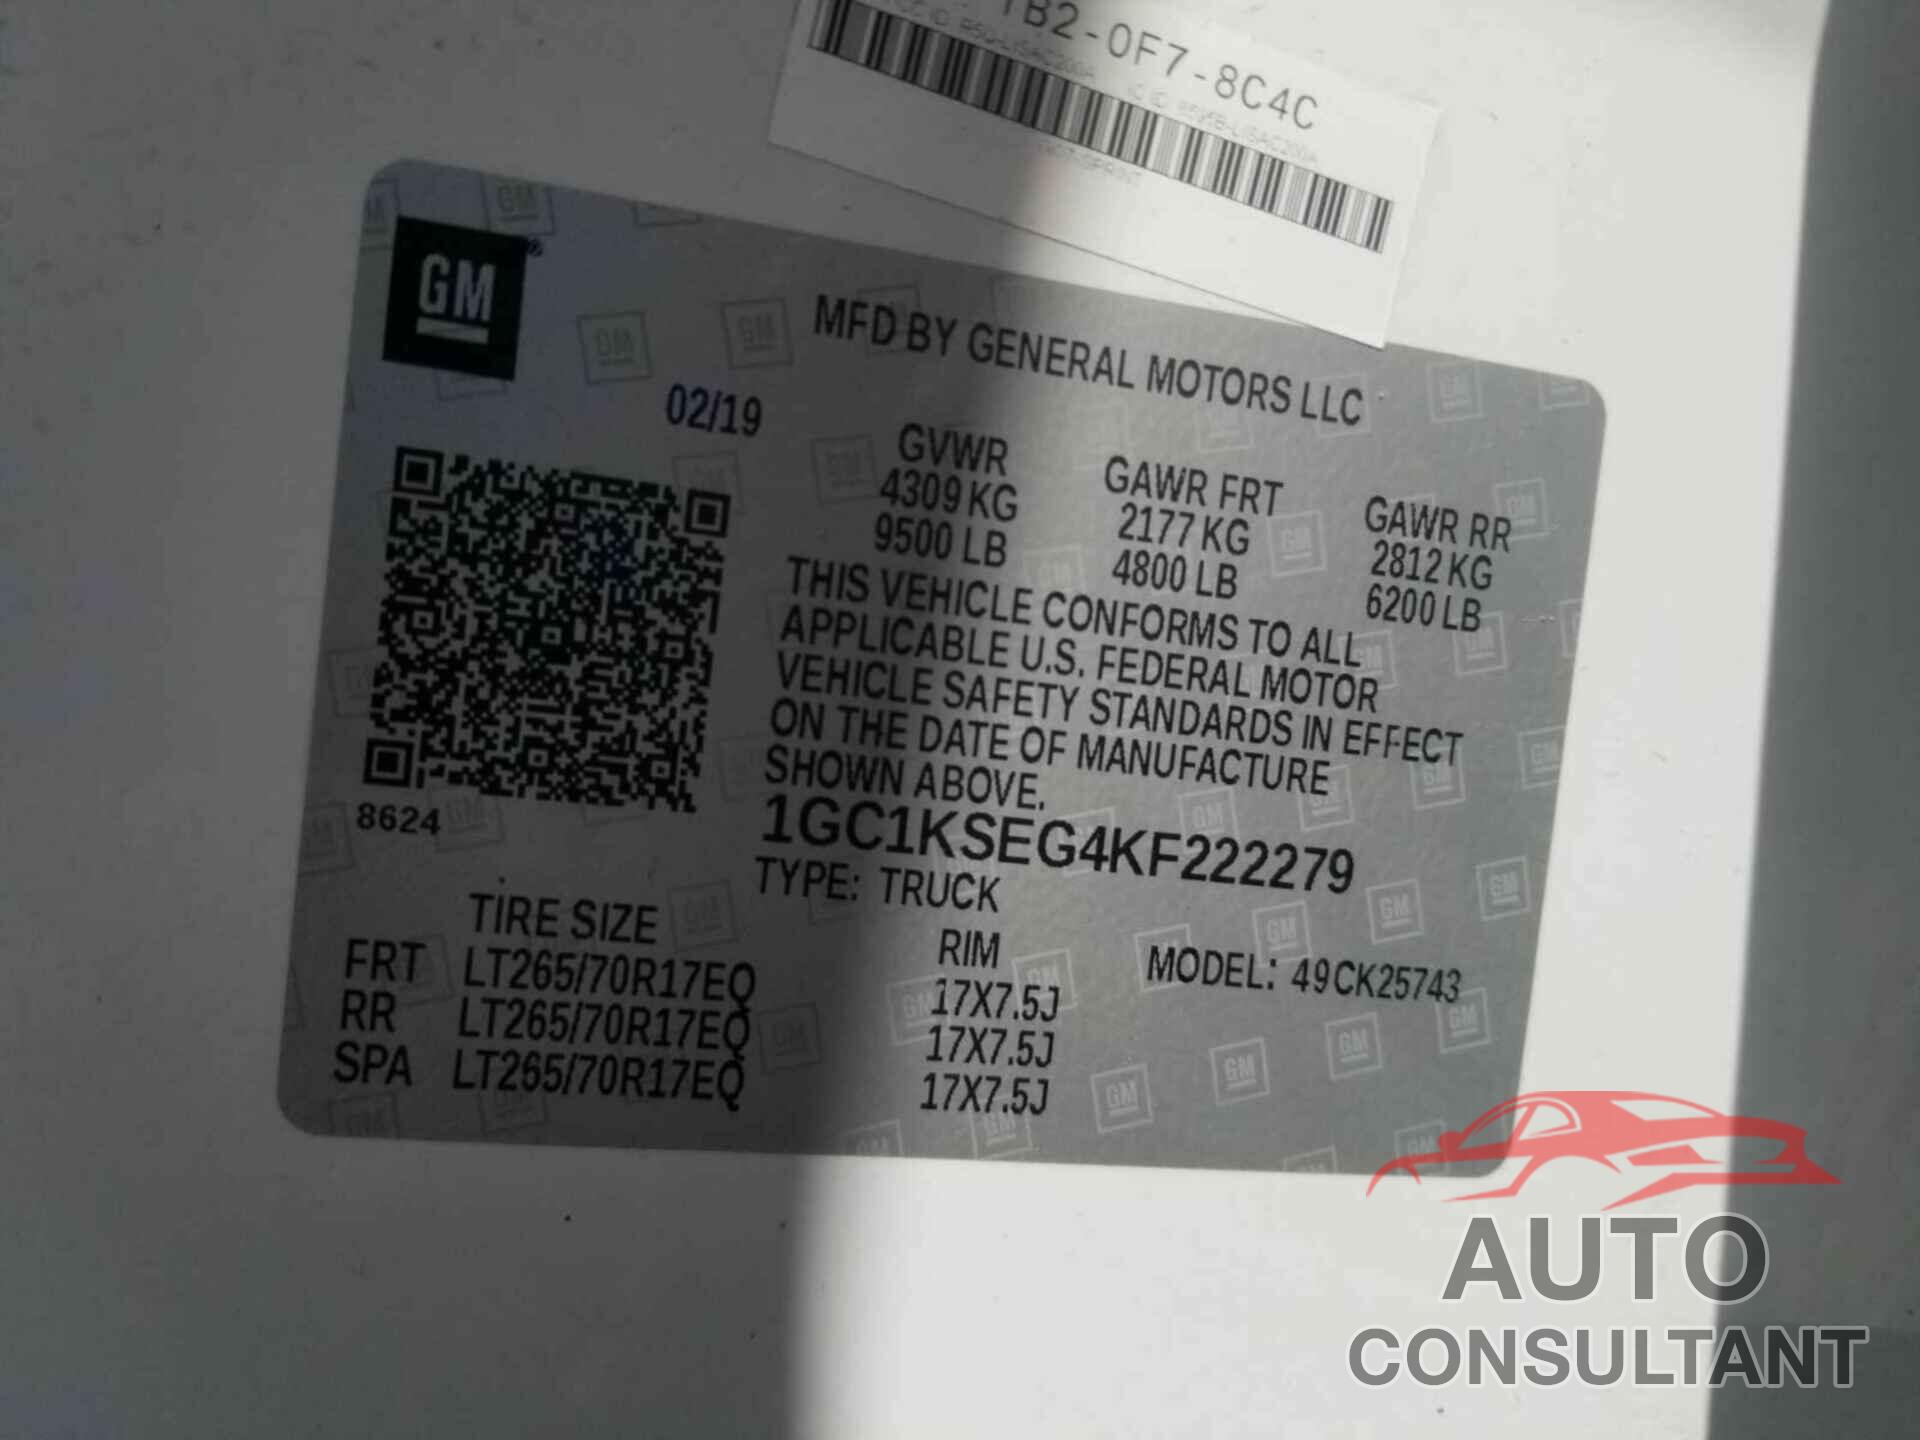 1B2-0F7-8C4C
GM
MFD BY GENERAL MOTORS LLC
02/19
GVWR GAWR FRT GAWR RR
4309 KG 2177 KG 2812 KG
9500 LB 4800 LB 6200 LB
THIS VEHICLE CONFORMS TO ALL
APPLICABLE U.S. FEDERAL MOTOR
VEHICLE SAFETY STANDARDS IN EFFECT
ON THE DATE OF MANUFACTURE
SHOWN ABOVE.
8624
1GC1KSEG4KF222279
TYPE: TRUCK
TIRE SIZE RIM MODEL: 49CK25743
FRT LT265/70R17EQ 17X7.5J
RR LT265/70R17EQ 17X7.5J
SPA LT265/70R17EQ 17X7.5J
AUTO
CONSULTANT